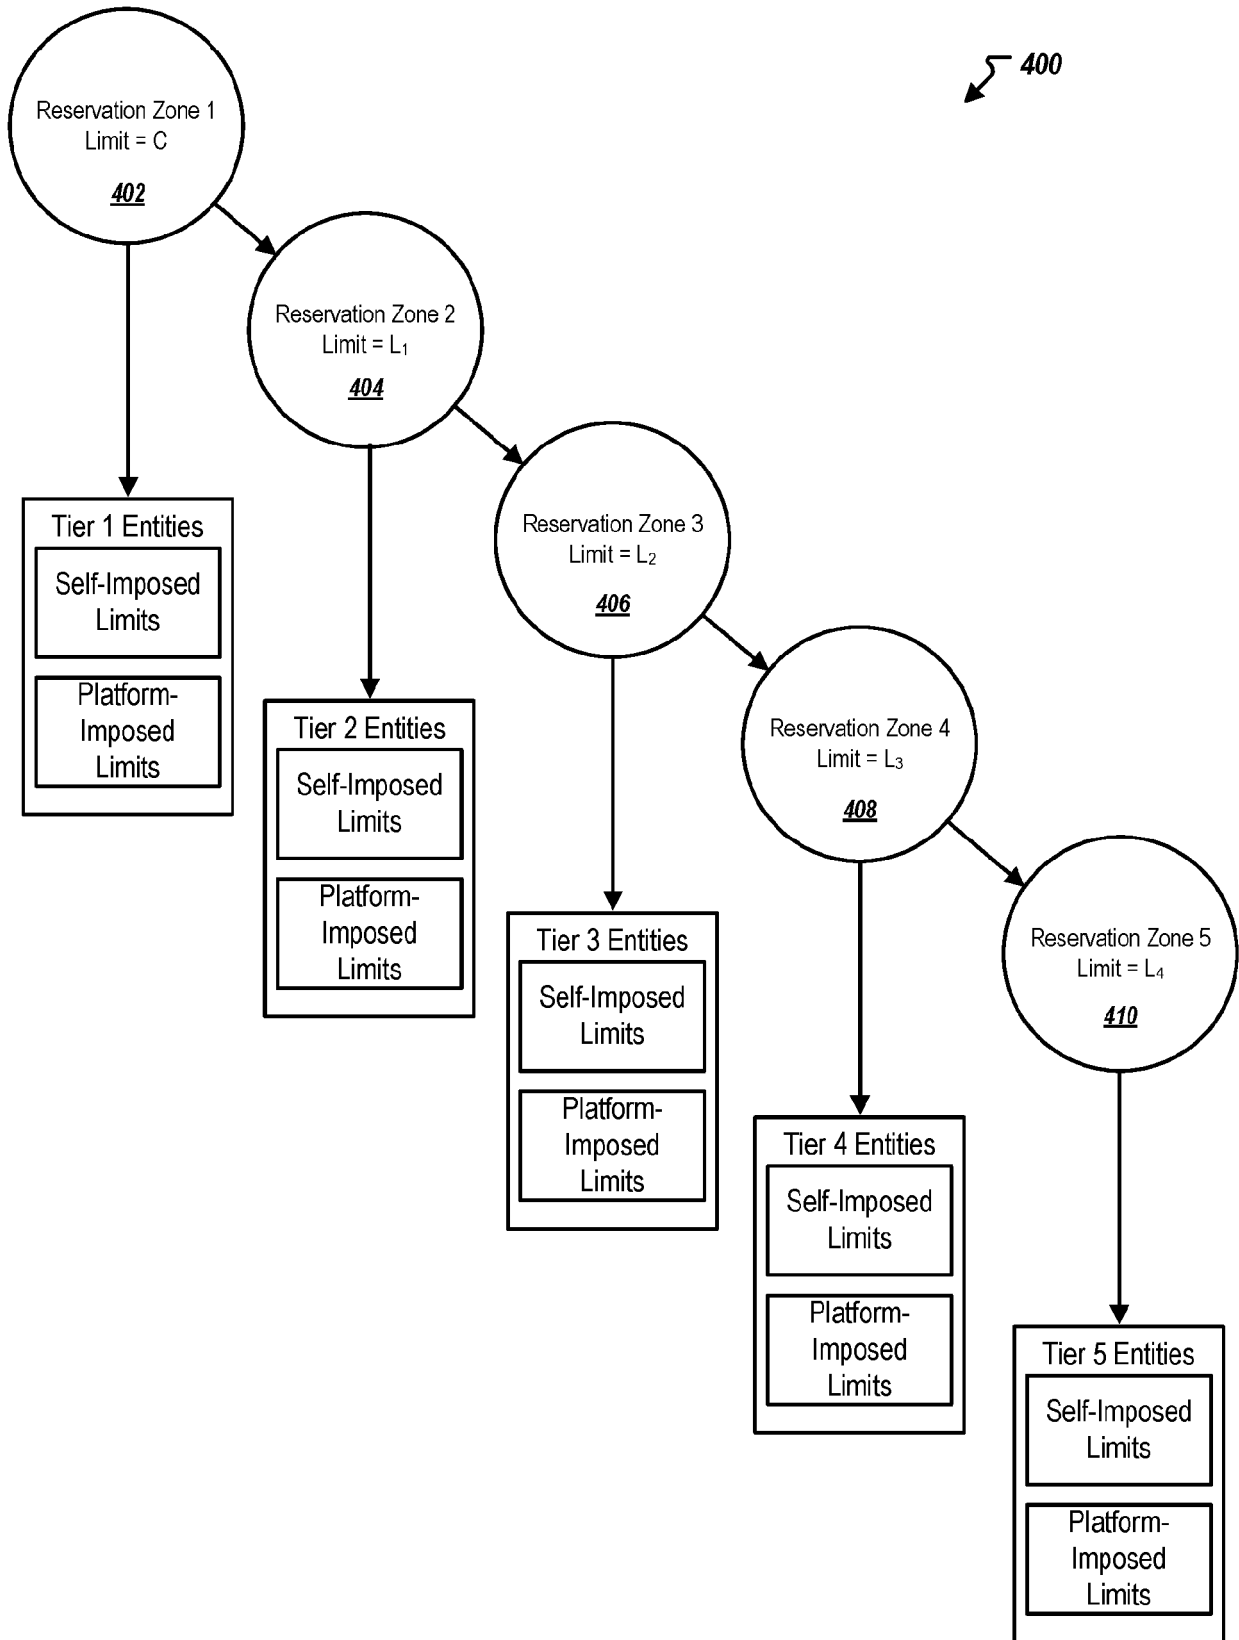 400
Reservation Zone 1
Limit = C
402
Reservation Zone 2
Limit = L₁
404
Reservation Zone 3
Limit = L₂
406
Reservation Zone 4
Limit = L₃
408
Reservation Zone 5
Limit = L₄
410
Tier 1 Entities
Self-Imposed
Limits
Platform-
Imposed
Limits
Tier 2 Entities
Self-Imposed
Limits
Platform-
Imposed
Limits
Tier 3 Entities
Self-Imposed
Limits
Platform-
Imposed
Limits
Tier 4 Entities
Self-Imposed
Limits
Platform-
Imposed
Limits
Tier 5 Entities
Self-Imposed
Limits
Platform-
Imposed
Limits